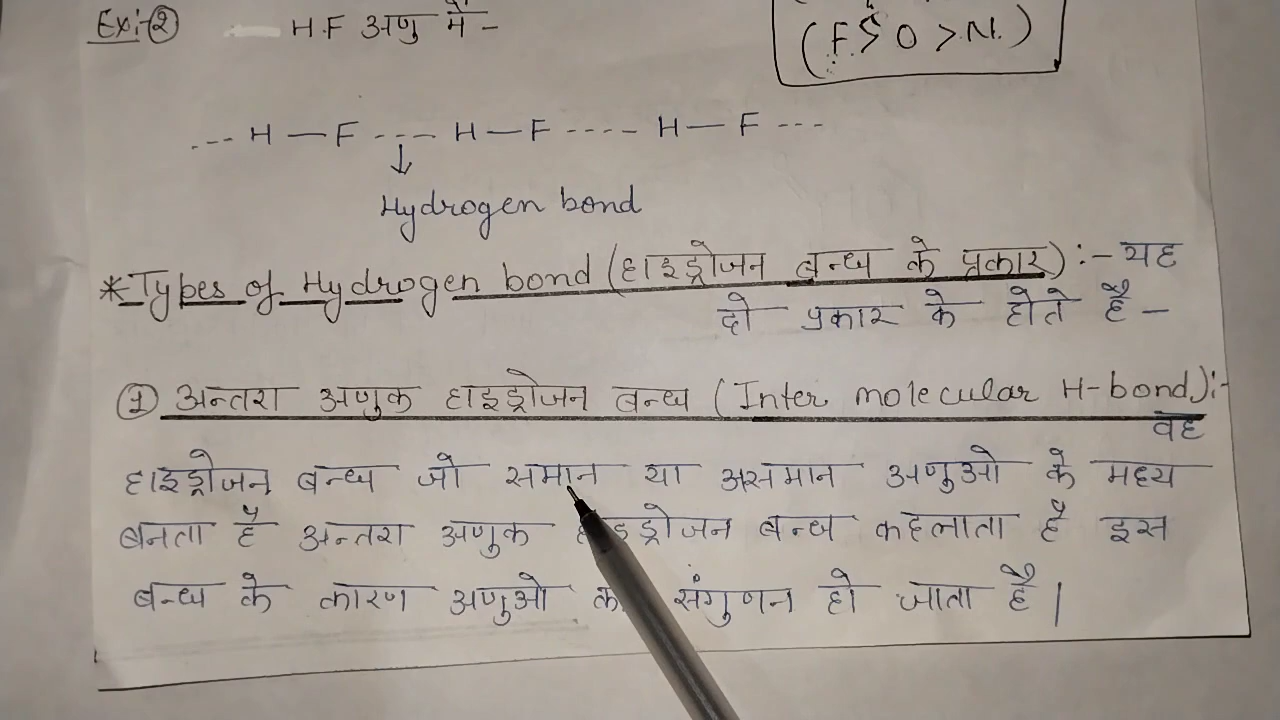 Ex:-② H.F अणु में -
(F > O > N.)
--- H — F --- H — F ---- H — F ---
Hydrogen bond
*Types of Hydrogen bond (हाइड्रोजन बन्ध के प्रकार) :- यह
दो प्रकार के होते है -
① अन्तरा अणुक हाइड्रोजन बन्ध (Inter molecular H-bond) :-
वह
हाइड्रोजन बन्ध जो समान या असमान अणुओ के मध्य
बनता है अन्तरा अणुक हाइड्रोजन बन्ध कहलाता है इस
बन्ध के कारण अणुओ का संगुणन हो जाता है |